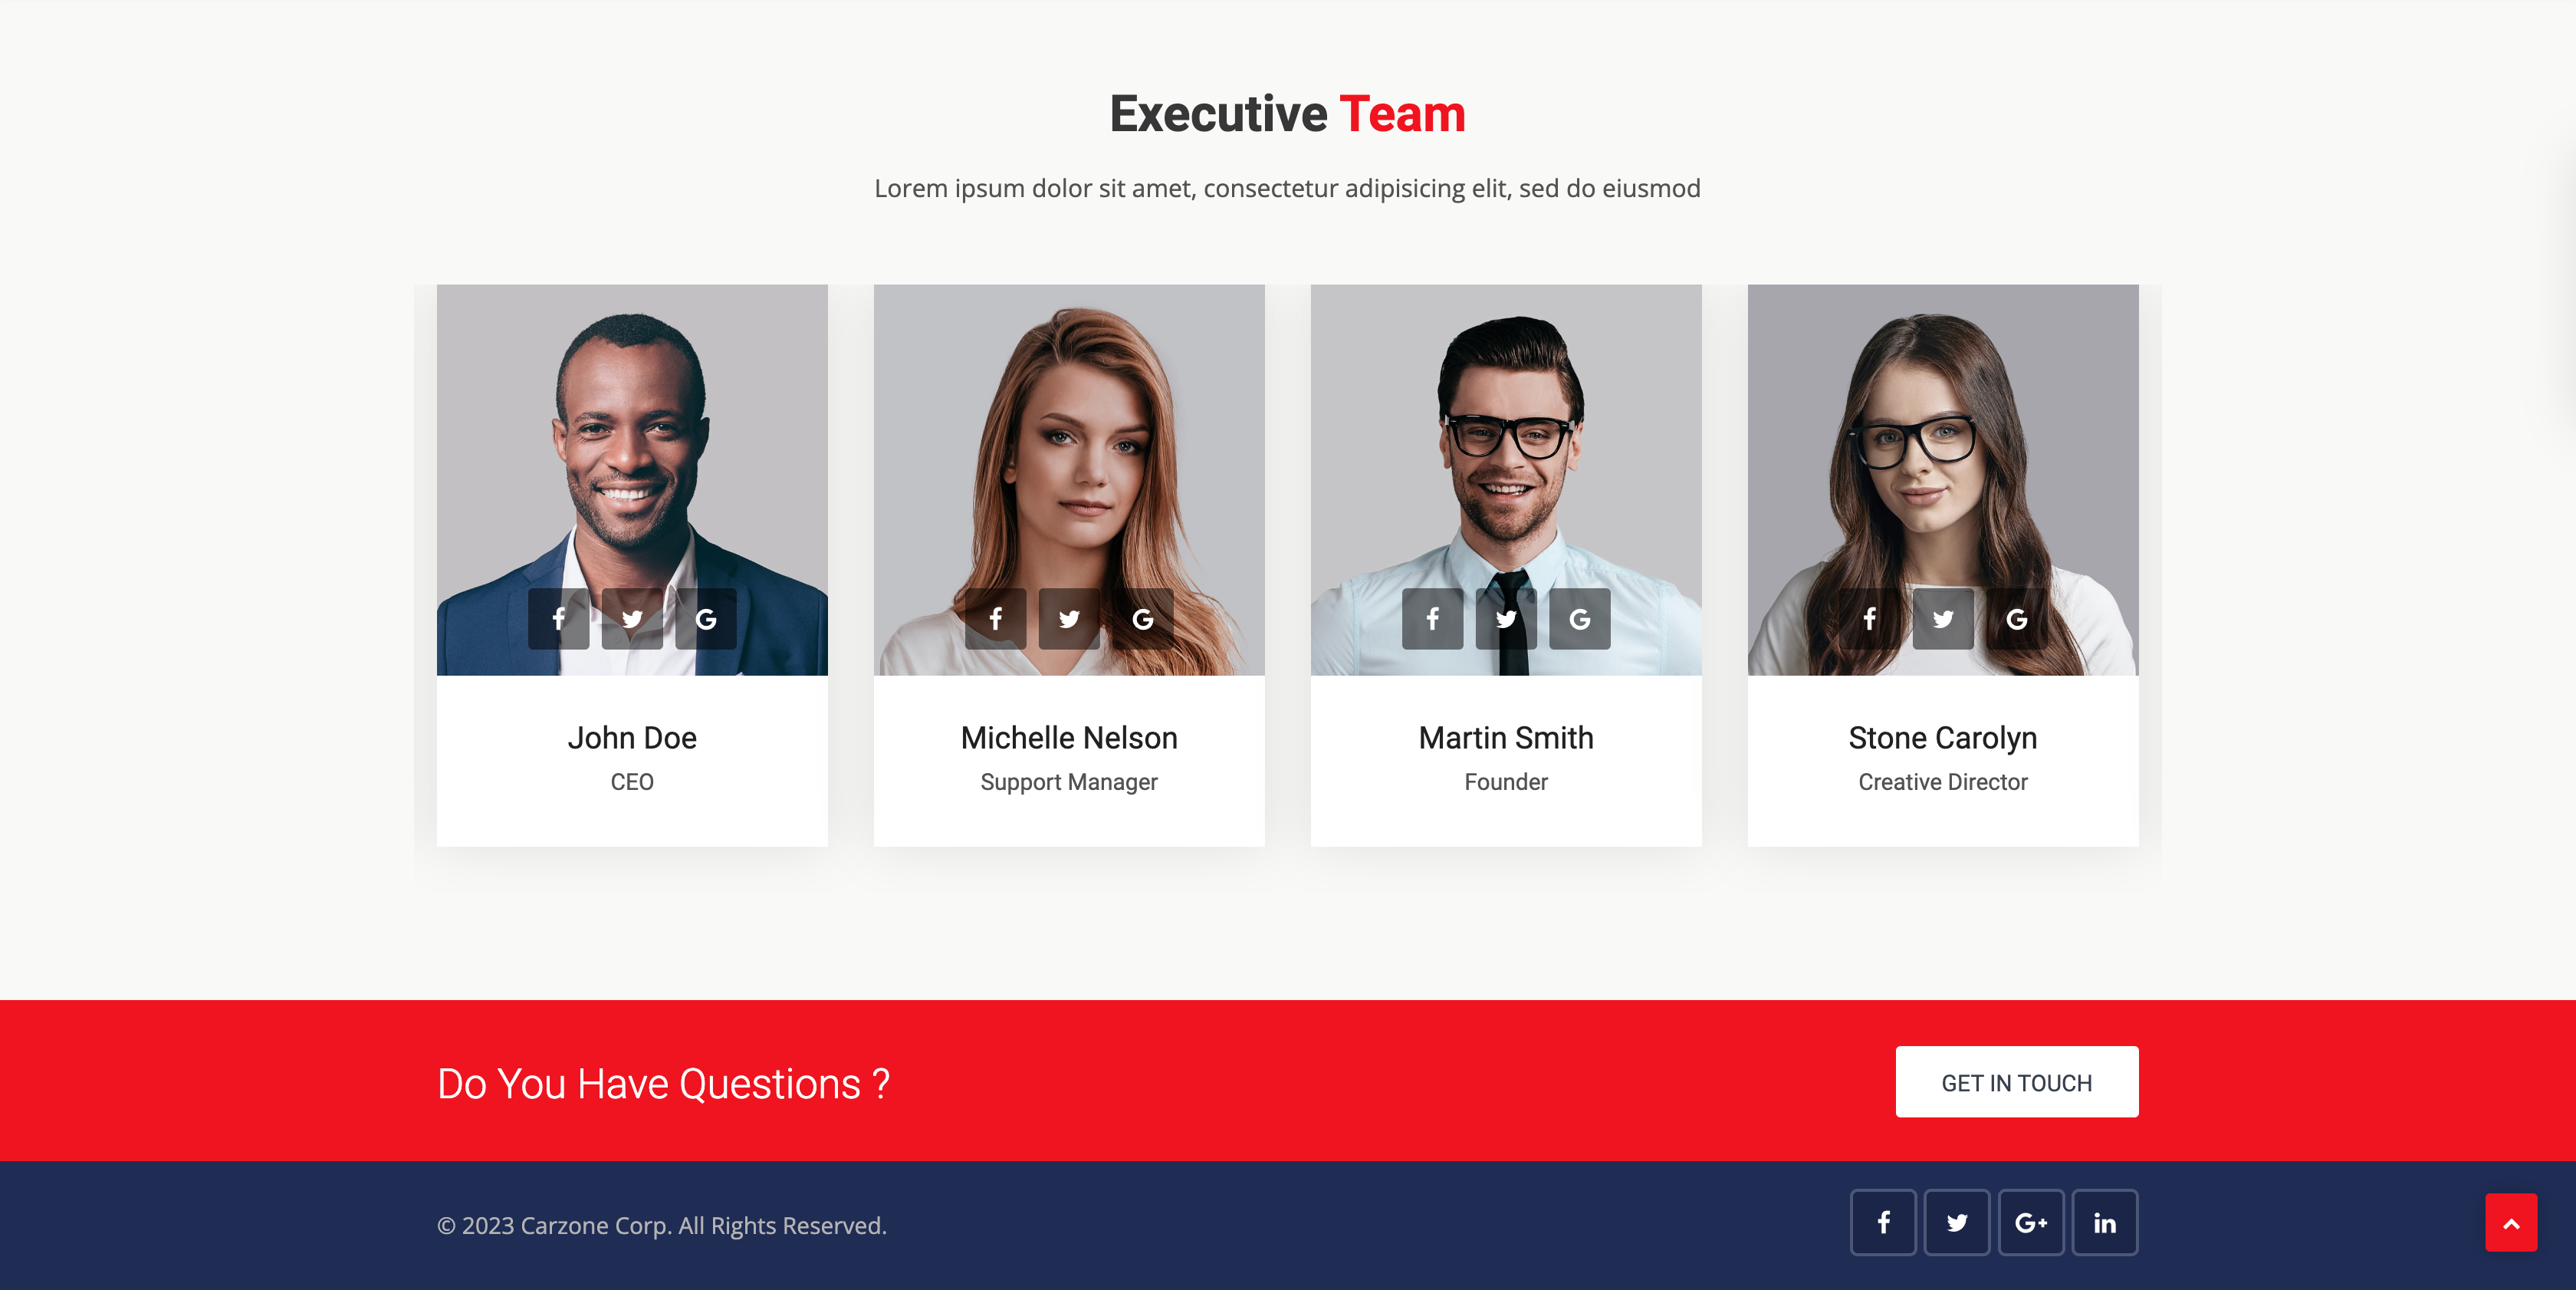 Executive Team
Lorem ipsum dolor sit amet, consectetur adipisicing elit, sed do eiusmod
John Doe
CEO
Michelle Nelson
Support Manager
Martin Smith
Founder
Stone Carolyn
Creative Director
Do You Have Questions ?
GET IN TOUCH
© 2023 Carzone Corp. All Rights Reserved.